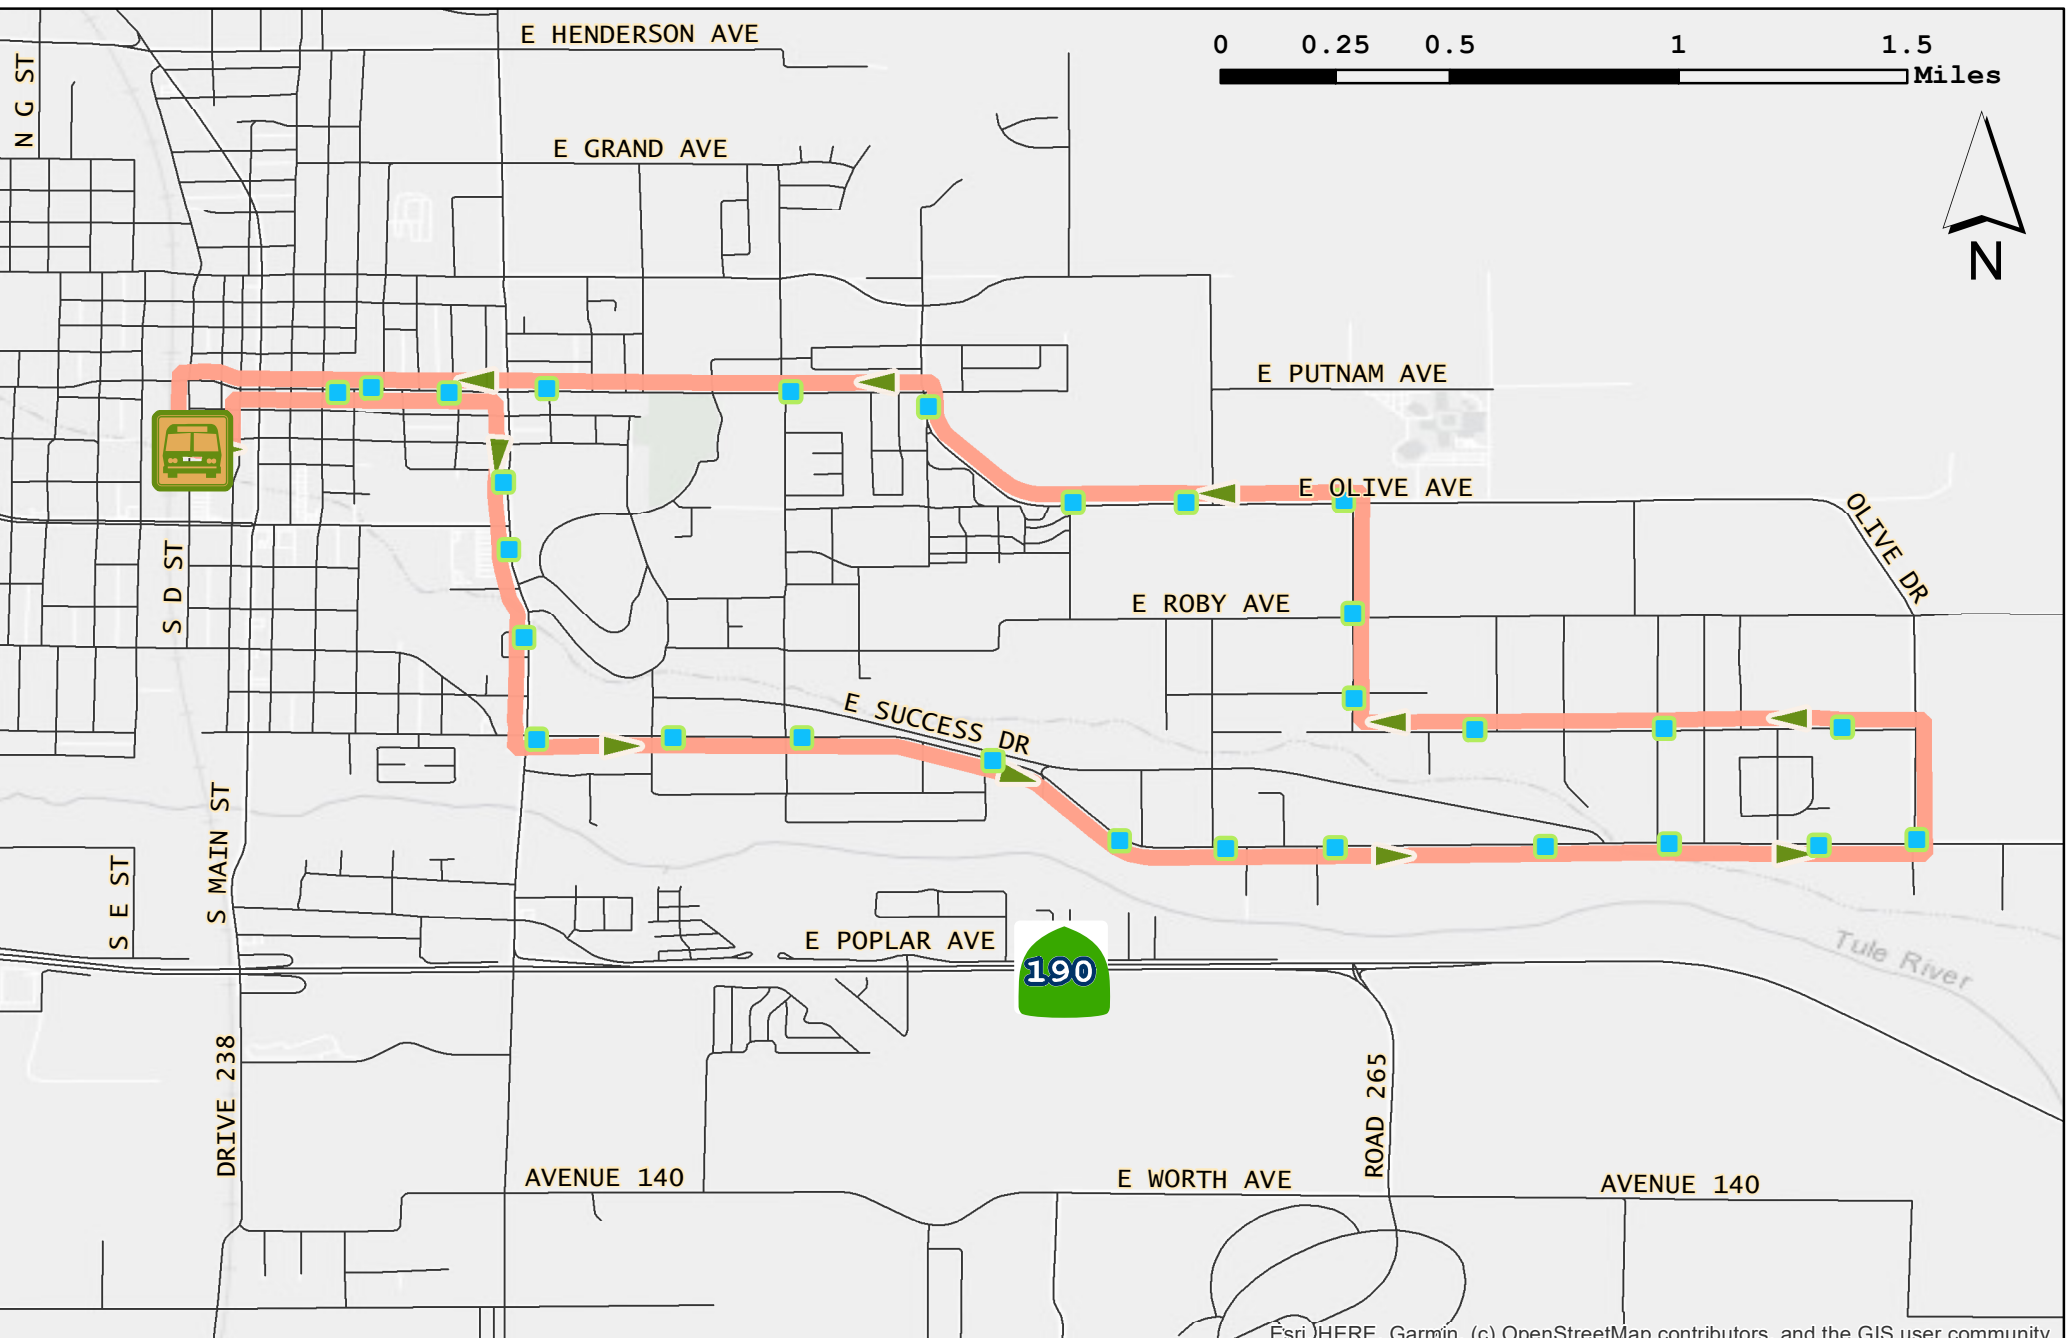 E HENDERSON AVE
0 0.25 0.5 1 1.5
Miles
N G ST
E GRAND AVE
N
E PUTNAM AVE
E OLIVE AVE
OLIVE DR
S D ST
E ROBY AVE
E SUCCESS DR
S MAIN ST
S E ST
E POPLAR AVE
190
Tule River
DRIVE 238
ROAD 265
AVENUE 140
E WORTH AVE
AVENUE 140
Esri, HERE, Garmin, (c) OpenStreetMap contributors, and the GIS user community